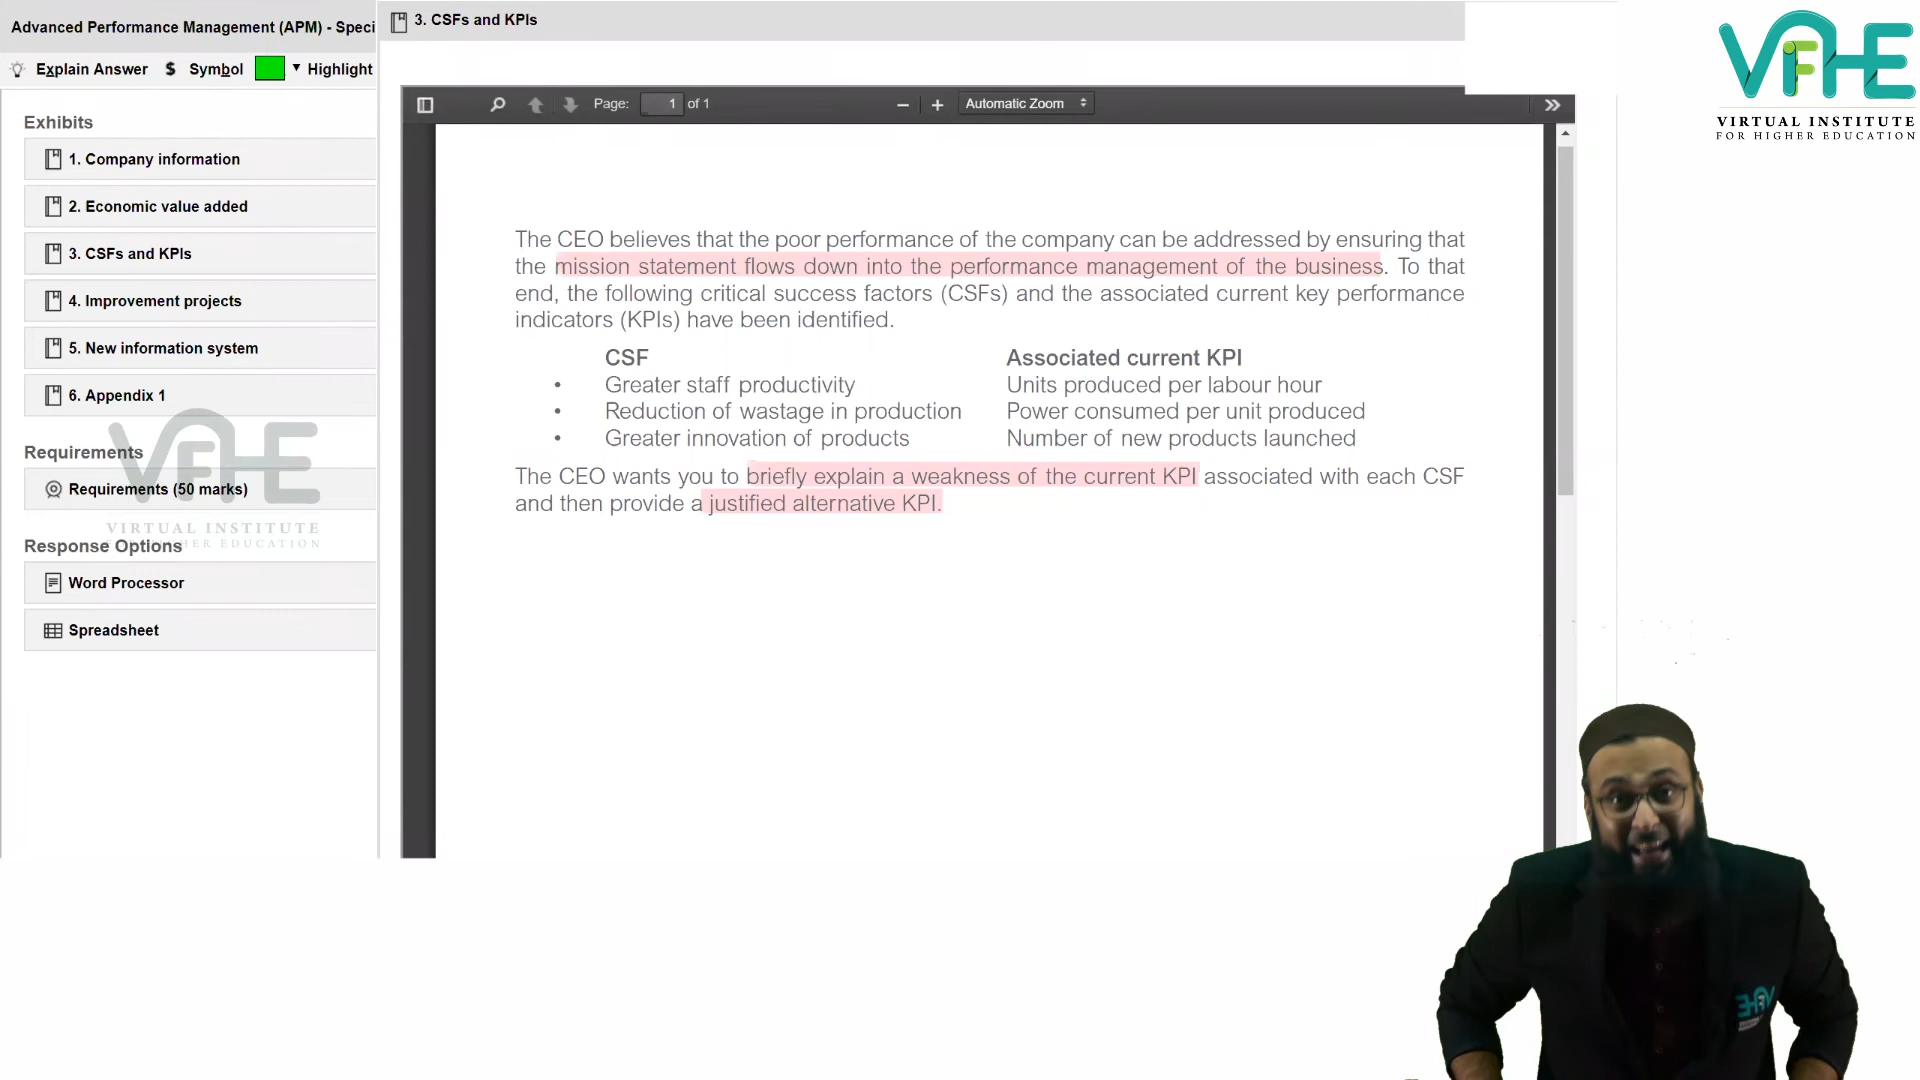 Advanced Performance Management (APM) - Speci
Explain Answer $ Symbol Highlight
Exhibits
1. Company information
2. Economic value added
3. CSFs and KPIs
4. Improvement projects
5. New information system
6. Appendix 1
Requirements
Requirements (50 marks)
VIFHE
VIRTUAL INSTITUTE
FOR HIGHER EDUCATION
Response Options
Word Processor
Spreadsheet
3. CSFs and KPIs
Page: 1 of 1
Automatic Zoom
The CEO believes that the poor performance of the company can be addressed by ensuring that
the mission statement flows down into the performance management of the business. To that
end, the following critical success factors (CSFs) and the associated current key performance
indicators (KPIs) have been identified.
CSF Associated current KPI
• Greater staff productivity Units produced per labour hour
• Reduction of wastage in production Power consumed per unit produced
• Greater innovation of products Number of new products launched
The CEO wants you to briefly explain a weakness of the current KPI associated with each CSF
and then provide a justified alternative KPI.
VIFHE
VIRTUAL INSTITUTE
FOR HIGHER EDUCATION